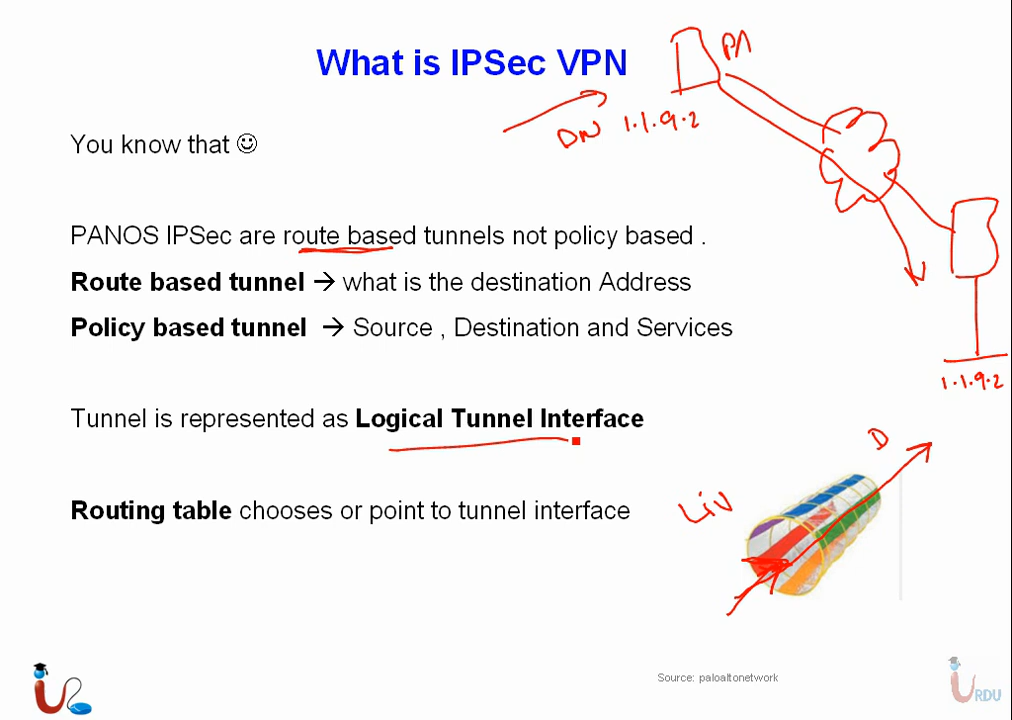 What is IPSec VPN
PA
DN 1.1.9.2
You know that ☺
PANOS IPSec are route based tunnels not policy based .
Route based tunnel → what is the destination Address
Policy based tunnel → Source , Destination and Services
1.1.9.2
Tunnel is represented as Logical Tunnel Interface
D
Routing table chooses or point to tunnel interface
Source: paloaltonetwork
URDU